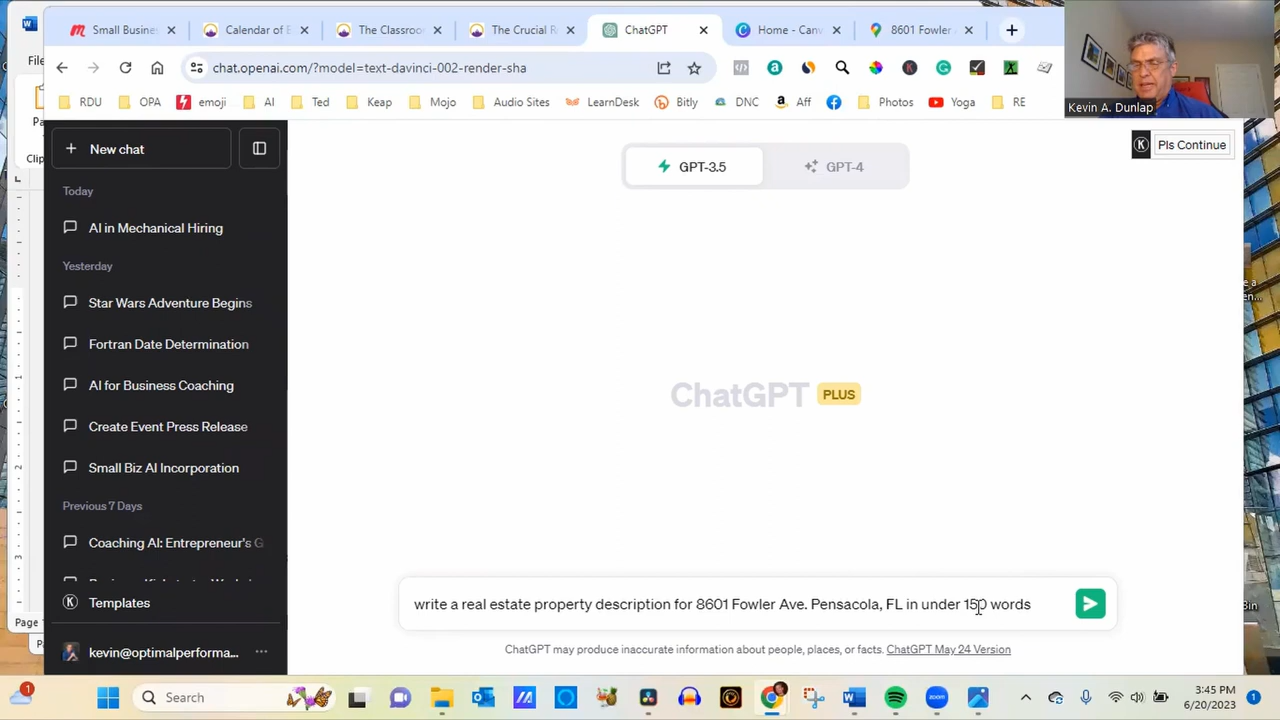 Small Busines
Calendar of E
The Classroor
The Crucial R
ChatGPT
Home - Canv
8601 Fowler
chat.openai.com/?model=text-davinci-002-render-sha
File
RDU
OPA
emoji
AI
Ted
Keap
Mojo
Audio Sites
LearnDesk
Bitly
DNC
Aff
Photos
Yoga
RE
Kevin A. Dunlap
Pa
Clip
New chat
GPT-3.5
GPT-4
Pls Continue
Today
AI in Mechanical Hiring
Yesterday
Star Wars Adventure Begins
Fortran Date Determination
AI for Business Coaching
Create Event Press Release
Small Biz AI Incorporation
Previous 7 Days
Coaching AI: Entrepreneur's G
ChatGPT PLUS
write a real estate property description for 8601 Fowler Ave. Pensacola, FL in under 150 words
Templates
kevin@optimalperforma...
ChatGPT may produce inaccurate information about people, places, or facts. ChatGPT May 24 Version
Page
Search
3:45 PM
6/20/2023